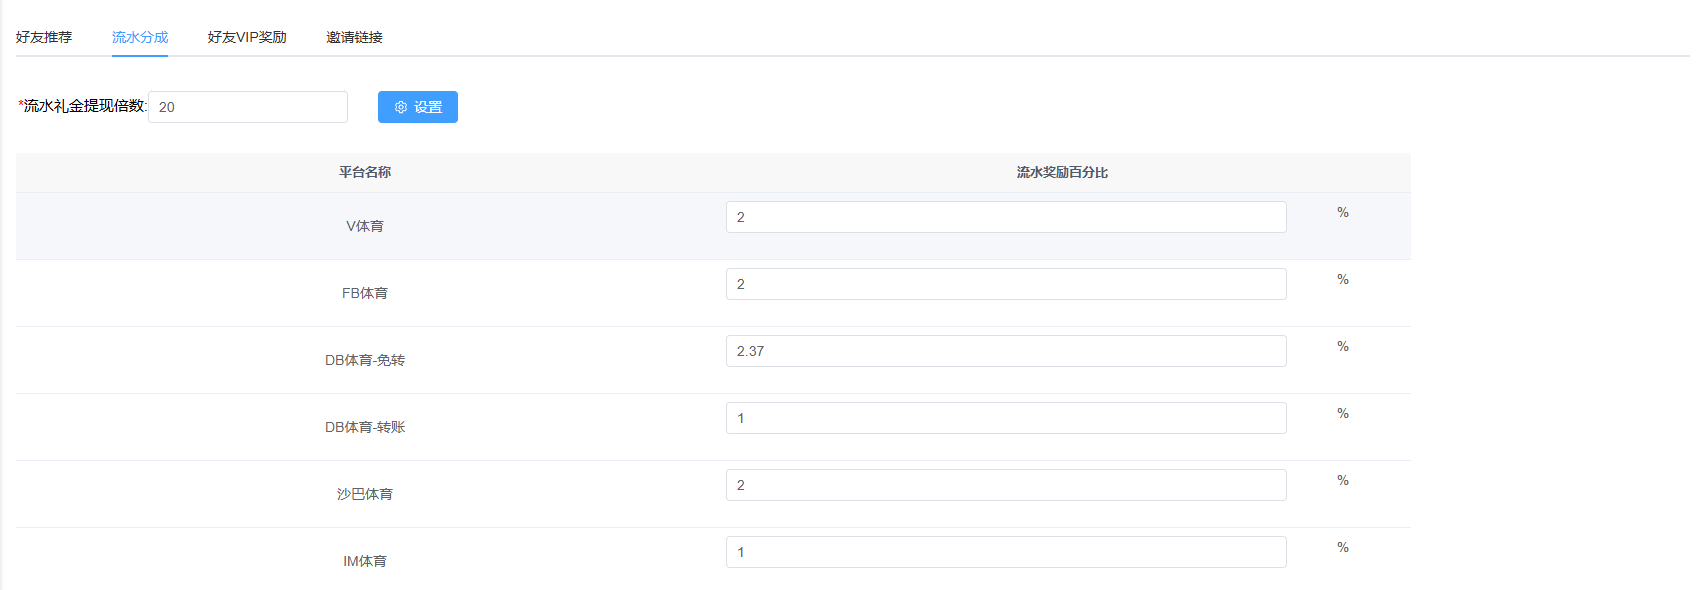 好友推荐 流水分成 好友VIP奖励 邀请链接
*流水礼金提现倍数: 20 设置
平台名称 流水奖励百分比
V体育 2 %
FB体育 2 %
DB体育-免转 2.37 %
DB体育-转账 1 %
沙巴体育 2 %
IM体育 1 %